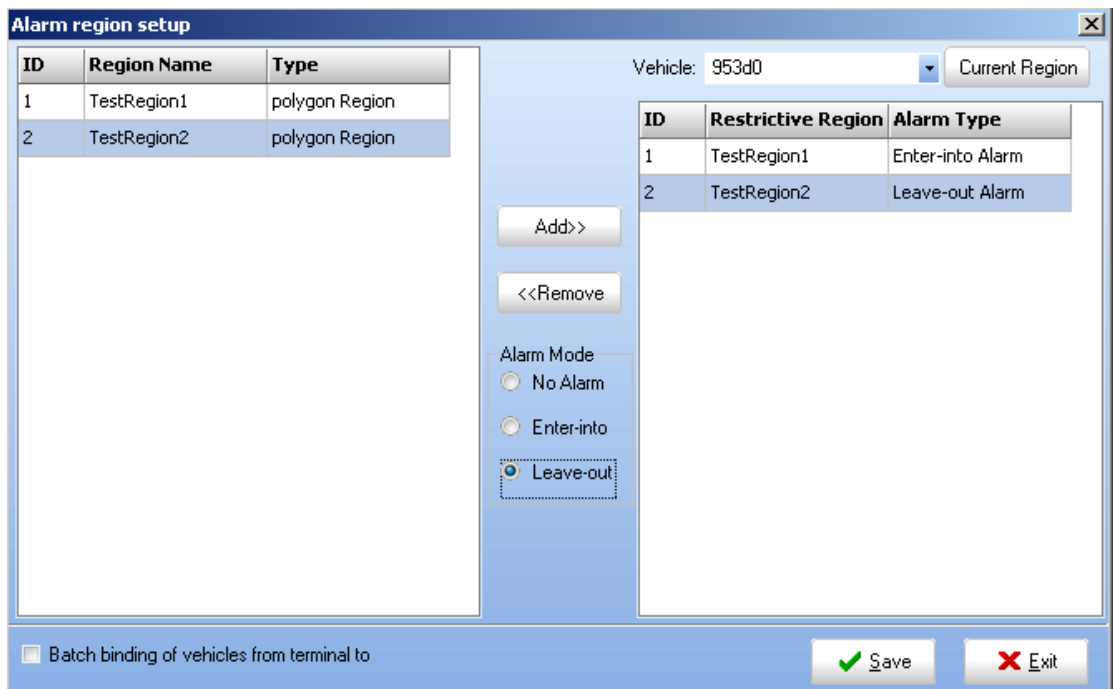 Alarm region setup
ID Region Name Type
1 TestRegion1 polygon Region
2 TestRegion2 polygon Region
Add>>
<<Remove
Alarm Mode
No Alarm
Enter-into
Leave-out
Vehicle: 953d0 Current Region
ID Restrictive Region Alarm Type
1 TestRegion1 Enter-into Alarm
2 TestRegion2 Leave-out Alarm
Batch binding of vehicles from terminal to
Save Exit